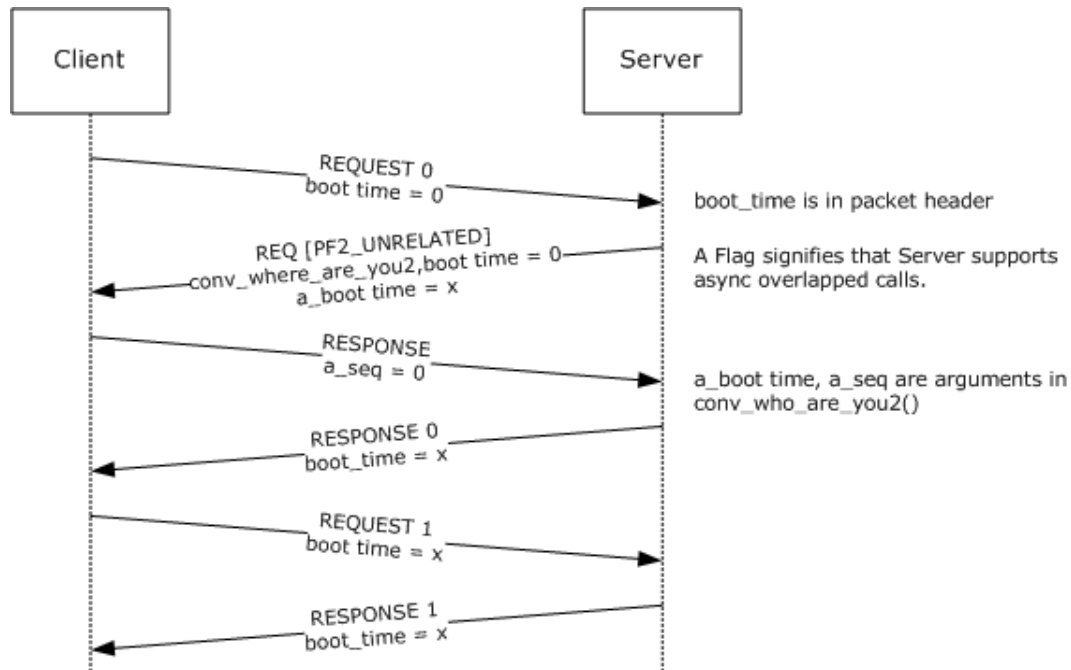 Client
Server
REQUEST 0
boot time = 0
boot_time is in packet header
REQ [PF2_UNRELATED]
conv_where_are_you2,boot time = 0
a_boot time = x
A Flag signifies that Server supports
async overlapped calls.
RESPONSE
a_seq = 0
a_boot time, a_seq are arguments in
conv_who_are_you2()
RESPONSE 0
boot_time = x
REQUEST 1
boot time = x
RESPONSE 1
boot_time = x